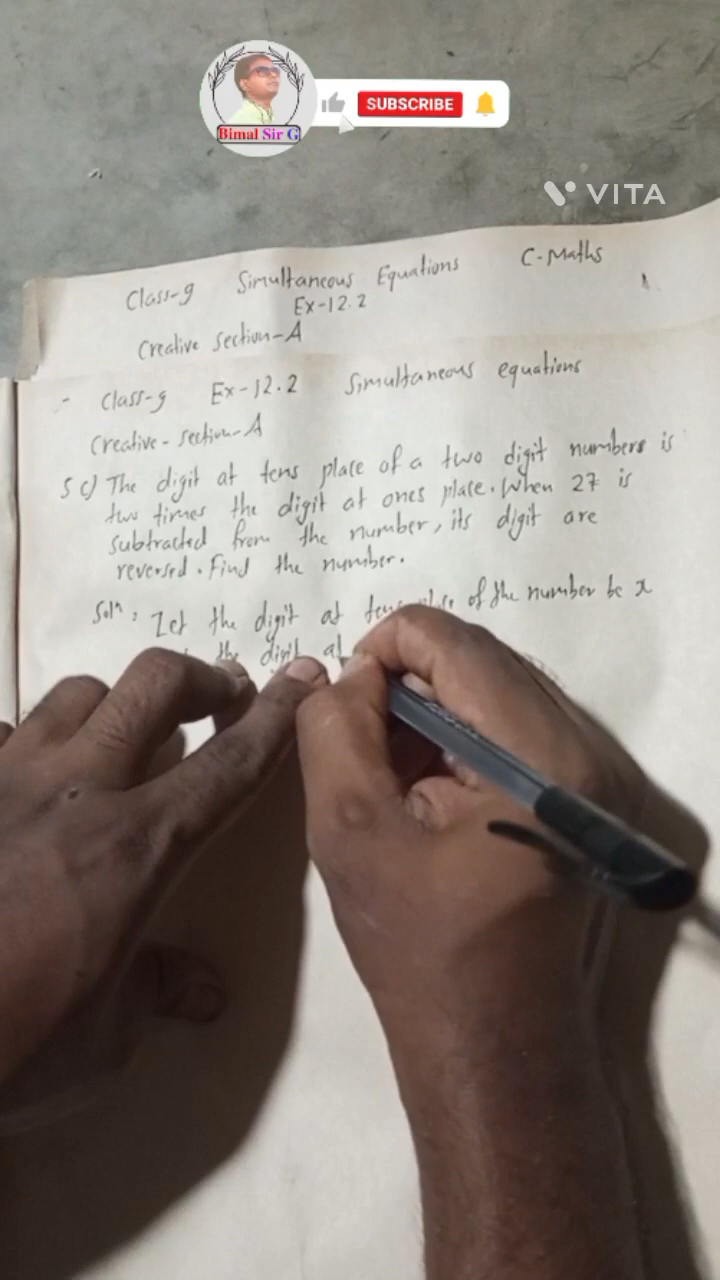 Bimal Sir G
SUBSCRIBE
VITA
Class-9 Simultaneous Equations C-Maths
Ex-12.2
Creative Section-A
Class-9 Ex-12.2 Simultaneous equations
Creative-section-A
5 c) The digit at tens place of a two digit numbers is
two times the digit at ones place. When 27 is
subtracted from the number, its digit are
reversed. Find the number.
Solⁿ: Let the digit at tens place of the number be x
the digit at